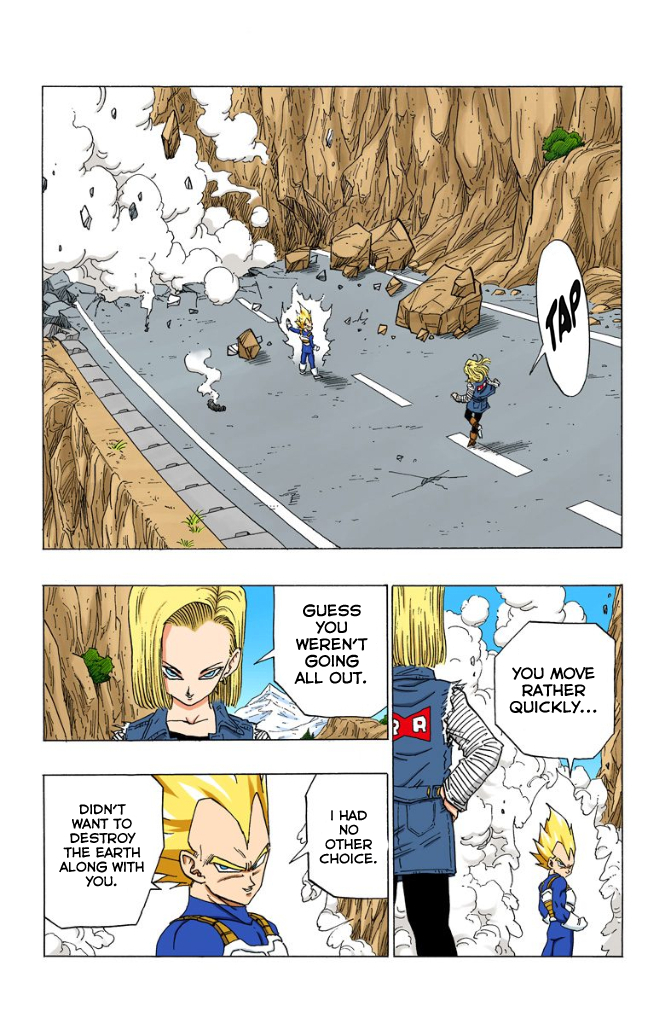 TAP
YOU MOVE
RATHER
QUICKLY...
RR
GUESS
YOU
WEREN'T
GOING
ALL OUT.
I HAD
NO
OTHER
CHOICE.
DIDN'T
WANT TO
DESTROY
THE EARTH
ALONG WITH
YOU.